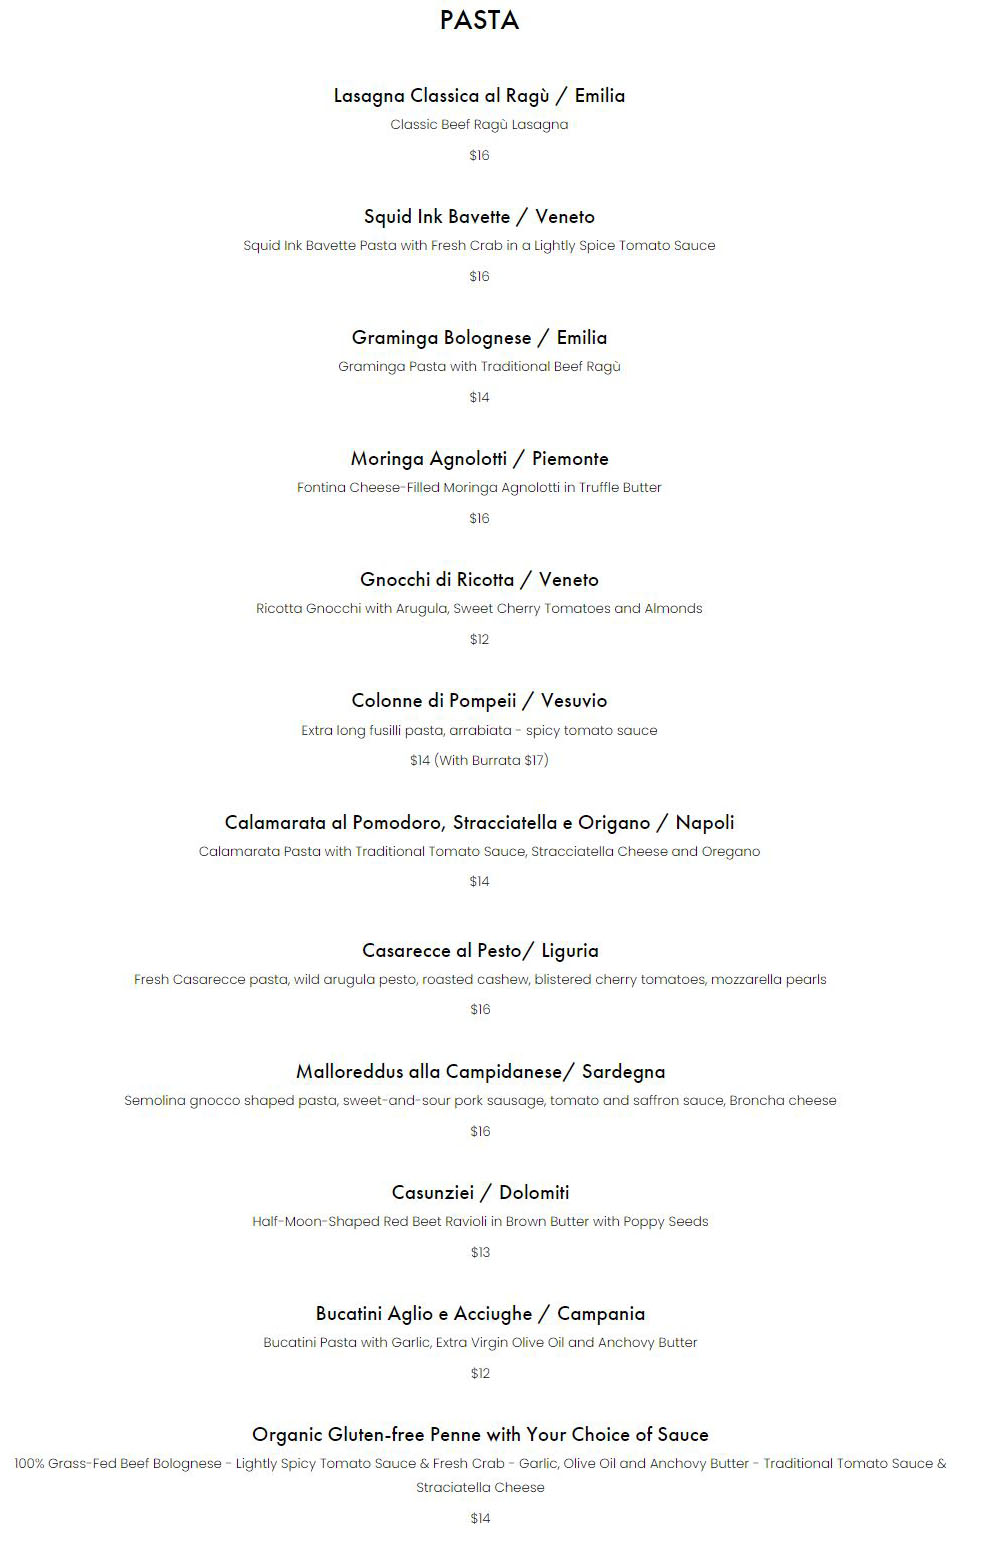 PASTA
Lasagna Classica al Ragù / Emilia
Classic Beef Ragù Lasagna
$16
Squid Ink Bavette / Veneto
Squid Ink Bavette Pasta with Fresh Crab in a Lightly Spice Tomato Sauce
$16
Graminga Bolognese / Emilia
Graminga Pasta with Traditional Beef Ragù
$14
Moringa Agnolotti / Piemonte
Fontina Cheese-Filled Moringa Agnolotti in Truffle Butter
$16
Gnocchi di Ricotta / Veneto
Ricotta Gnocchi with Arugula, Sweet Cherry Tomatoes and Almonds
$12
Colonne di Pompeii / Vesuvio
Extra long fusilli pasta, arrabiata - spicy tomato sauce
$14 (With Burrata $17)
Calamarata al Pomodoro, Stracciatella e Origano / Napoli
Calamarata Pasta with Traditional Tomato Sauce, Stracciatella Cheese and Oregano
$14
Casarecce al Pesto/ Liguria
Fresh Casarecce pasta, wild arugula pesto, roasted cashew, blistered cherry tomatoes, mozzarella pearls
$16
Malloreddus alla Campidanese/ Sardegna
Semolina gnocco shaped pasta, sweet-and-sour pork sausage, tomato and saffron sauce, Broncha cheese
$16
Casunziei / Dolomiti
Half-Moon-Shaped Red Beet Ravioli in Brown Butter with Poppy Seeds
$13
Bucatini Aglio e Acciughe / Campania
Bucatini Pasta with Garlic, Extra Virgin Olive Oil and Anchovy Butter
$12
Organic Gluten-free Penne with Your Choice of Sauce
100% Grass-Fed Beef Bolognese - Lightly Spicy Tomato Sauce & Fresh Crab - Garlic, Olive Oil and Anchovy Butter - Traditional Tomato Sauce &
Straciatella Cheese
$14